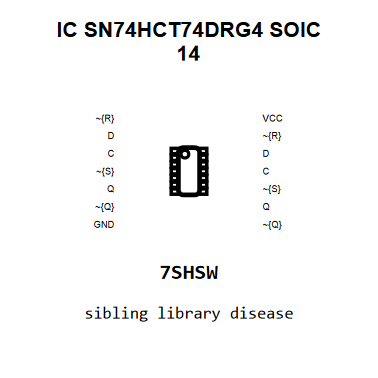 IC SN74HCT74DRG4 SOIC
14
~{R} VCC
D ~{R}
C D
~{S} C
Q ~{S}
~{Q} Q
GND ~{Q}
7SHSW
sibling library disease